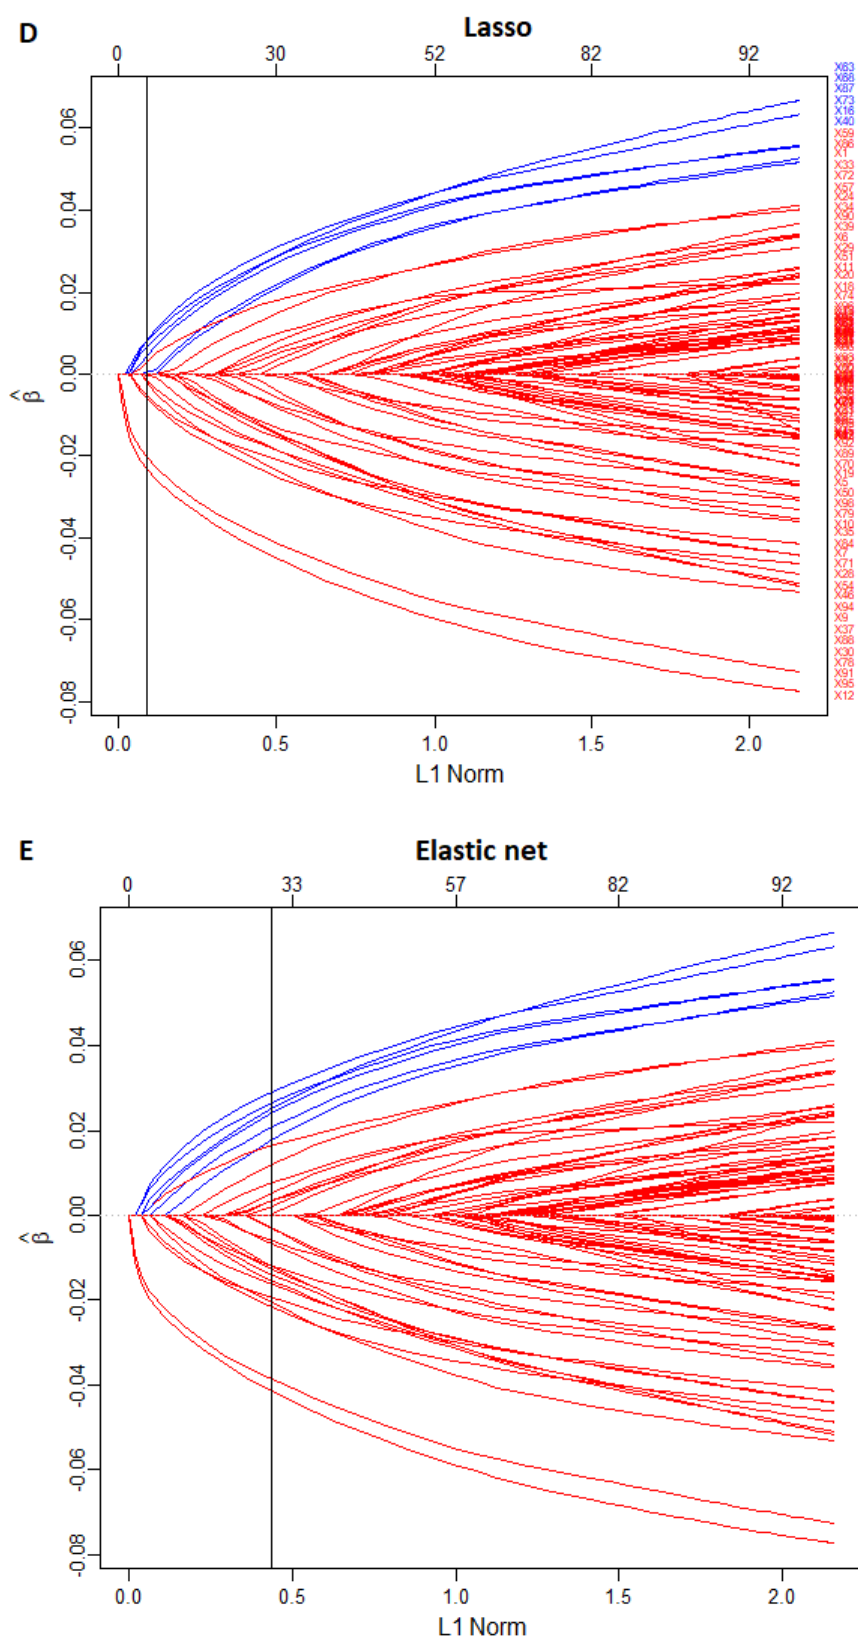 D
Lasso
0 30 52 82 92
0.06
0.04
0.02
0.00
-0.02
-0.04
-0.06
-0.08
β̂
0.0 0.5 1.0 1.5 2.0
L1 Norm
X63
X68
X87
X73
X16
X40
X59
X86
X1
X33
X72
X57
X24
X34
X90
X39
X6
X29
X51
X11
X20
X18
X74
X92
X89
X70
X19
X5
X50
X98
X79
X10
X35
X84
X7
X71
X28
X54
X46
X94
X9
X37
X88
X30
X78
X91
X95
X12
E
Elastic net
0 33 57 82 92
0.06
0.04
0.02
0.00
-0.02
-0.04
-0.06
-0.08
β̂
0.0 0.5 1.0 1.5 2.0
L1 Norm